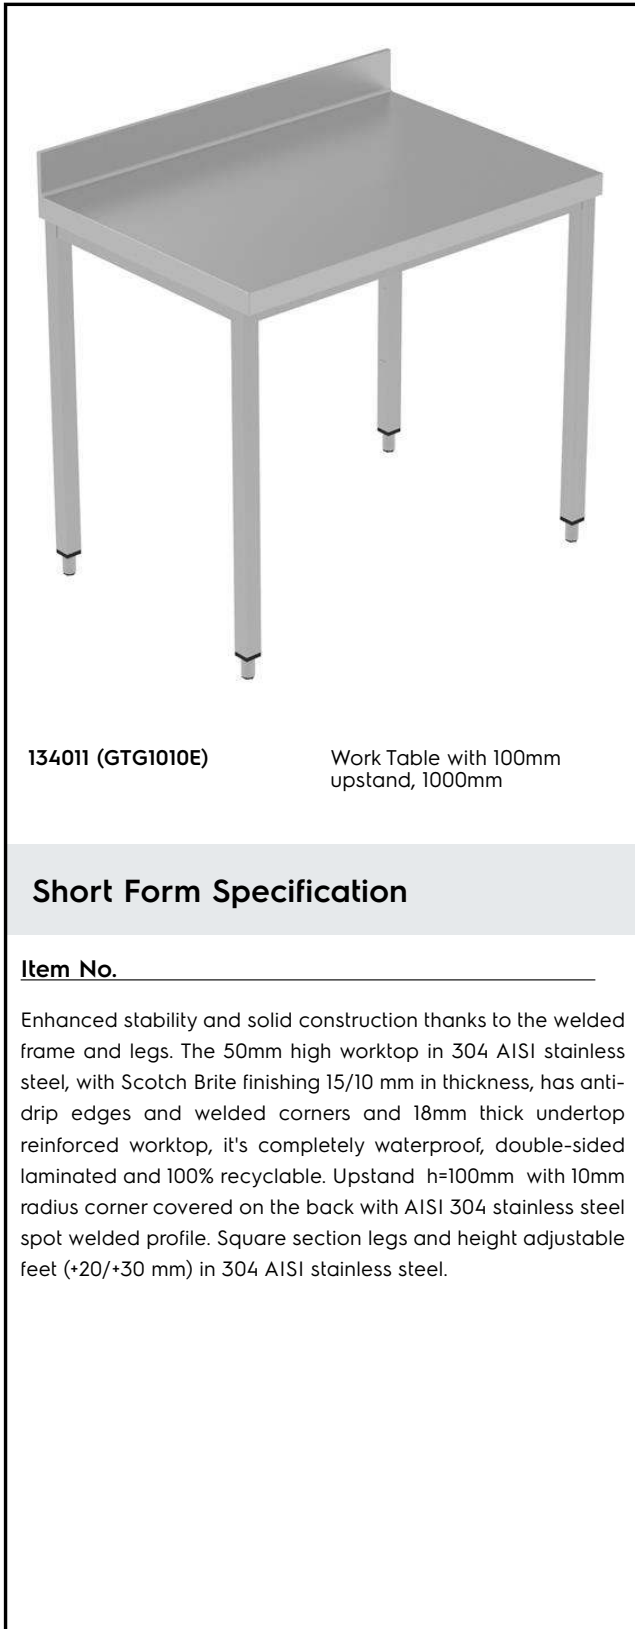 134011 (GTG1010E)
Work Table with 100mm
upstand, 1000mm
Short Form Specification
Item No.
Enhanced stability and solid construction thanks to the welded
frame and legs. The 50mm high worktop in 304 AISI stainless
steel, with Scotch Brite finishing 15/10 mm in thickness, has anti-
drip edges and welded corners and 18mm thick undertop
reinforced worktop, it's completely waterproof, double-sided
laminated and 100% recyclable. Upstand h=100mm with 10mm
radius corner covered on the back with AISI 304 stainless steel
spot welded profile. Square section legs and height adjustable
feet (+20/+30 mm) in 304 AISI stainless steel.